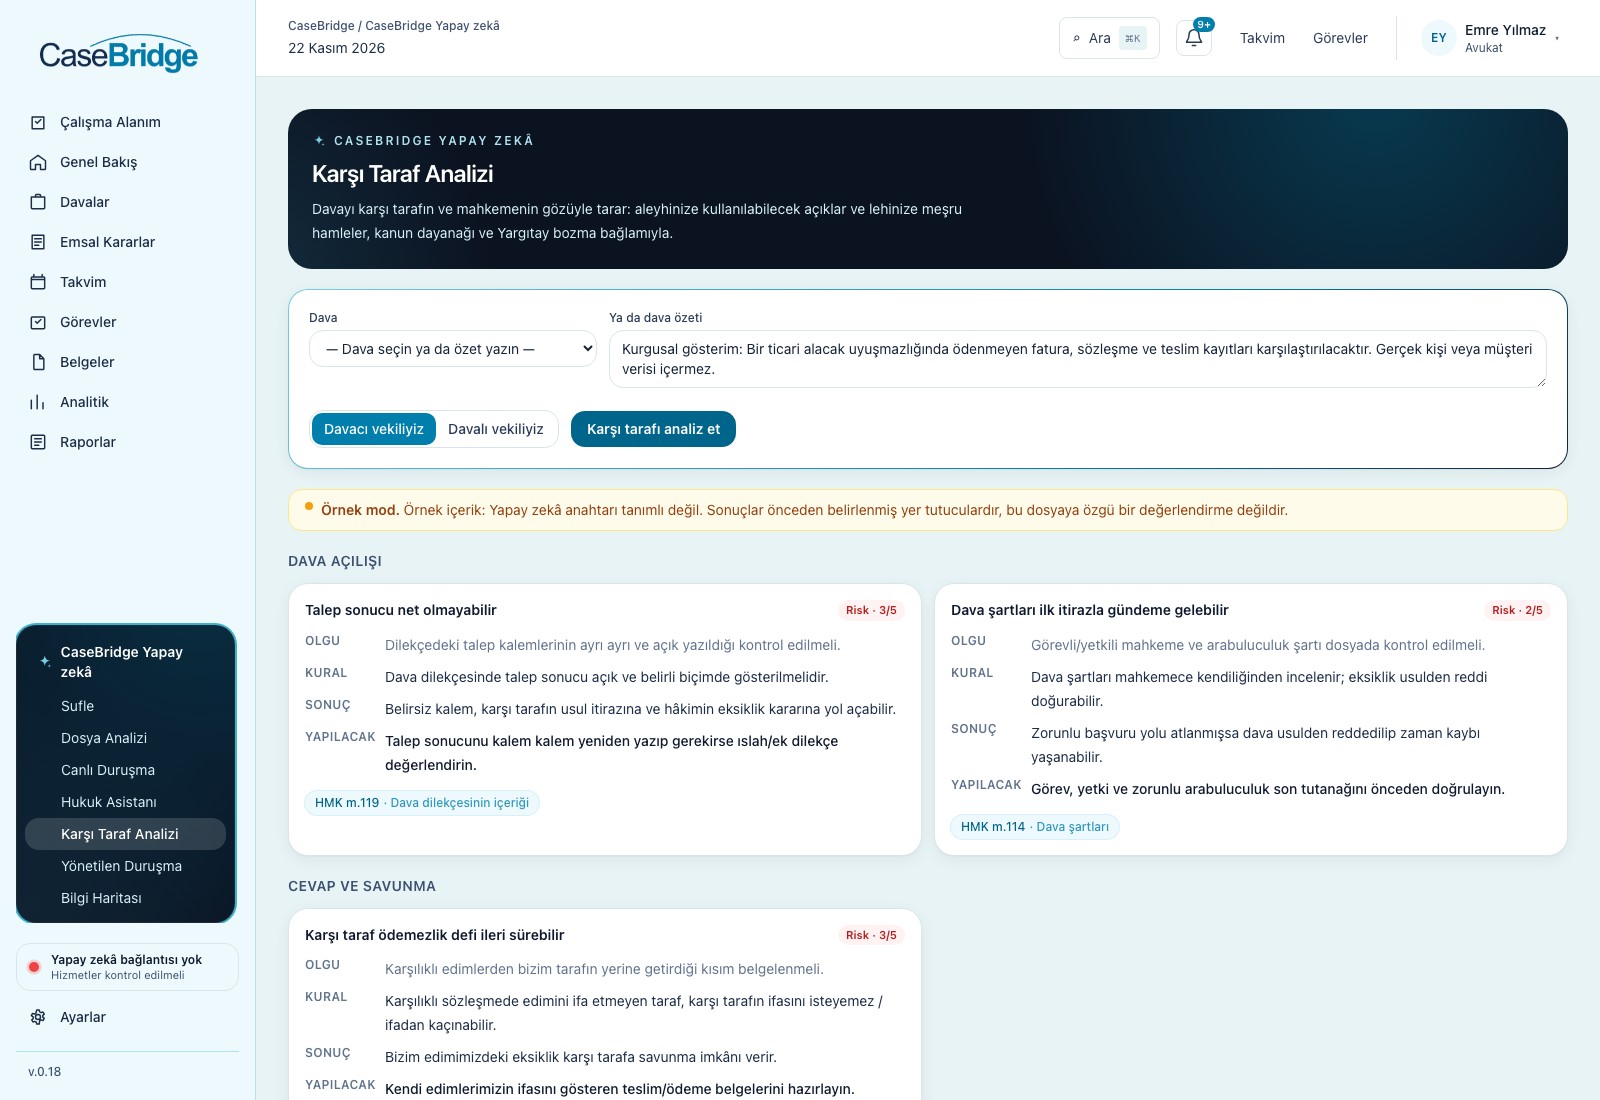 CaseBridge
Çalışma Alanım
Genel Bakış
Davalar
Emsal Kararlar
Takvim
Görevler
Belgeler
Analitik
Raporlar
CaseBridge Yapay
zekâ
Sufle
Dosya Analizi
Canlı Duruşma
Hukuk Asistanı
Karşı Taraf Analizi
Yönetilen Duruşma
Bilgi Haritası
Yapay zekâ bağlantısı yok
Hizmetler kontrol edilmeli
Ayarlar
v.0.18
CaseBridge / CaseBridge Yapay zekâ
22 Kasım 2026
Ara ⌘K
9+
Takvim
Görevler
EY
Emre Yılmaz
Avukat
CASEBRIDGE YAPAY ZEKÂ
Karşı Taraf Analizi
Davayı karşı tarafın ve mahkemenin gözüyle tarar: aleyhinize kullanılabilecek açıklar ve lehinize meşru
hamleler, kanun dayanağı ve Yargıtay bozma bağlamıyla.
Dava
— Dava seçin ya da özet yazın —
Ya da dava özeti
Kurgusal gösterim: Bir ticari alacak uyuşmazlığında ödenmeyen fatura, sözleşme ve teslim kayıtları karşılaştırılacaktır. Gerçek kişi veya müşteri
verisi içermez.
Davacı vekiliyiz
Davalı vekiliyiz
Karşı tarafı analiz et
Örnek mod. Örnek içerik: Yapay zekâ anahtarı tanımlı değil. Sonuçlar önceden belirlenmiş yer tutuculardır, bu dosyaya özgü bir değerlendirme değildir.
DAVA AÇILIŞI
Talep sonucu net olmayabilir
Risk · 3/5
OLGU
Dilekçedeki talep kalemlerinin ayrı ayrı ve açık yazıldığı kontrol edilmeli.
KURAL
Dava dilekçesinde talep sonucu açık ve belirli biçimde gösterilmelidir.
SONUÇ
Belirsiz kalem, karşı tarafın usul itirazına ve hâkimin eksiklik kararına yol açabilir.
YAPILACAK
Talep sonucunu kalem kalem yeniden yazıp gerekirse ıslah/ek dilekçe
değerlendirin.
HMK m.119 · Dava dilekçesinin içeriği
Dava şartları ilk itirazla gündeme gelebilir
Risk · 2/5
OLGU
Görevli/yetkili mahkeme ve arabuluculuk şartı dosyada kontrol edilmeli.
KURAL
Dava şartları mahkemece kendiliğinden incelenir; eksiklik usulden reddi
doğurabilir.
SONUÇ
Zorunlu başvuru yolu atlanmışsa dava usulden reddedilip zaman kaybı
yaşanabilir.
YAPILACAK
Görev, yetki ve zorunlu arabuluculuk son tutanağını önceden doğrulayın.
HMK m.114 · Dava şartları
CEVAP VE SAVUNMA
Karşı taraf ödemezlik defi ileri sürebilir
Risk · 3/5
OLGU
Karşılıklı edimlerden bizim tarafın yerine getirdiği kısım belgelenmeli.
KURAL
Karşılıklı sözleşmede edimini ifa etmeyen taraf, karşı tarafın ifasını isteyemez /
ifadan kaçınabilir.
SONUÇ
Bizim edimimizdeki eksiklik karşı tarafa savunma imkânı verir.
YAPILACAK
Kendi edimlerimizin ifasını gösteren teslim/ödeme belgelerini hazırlayın.